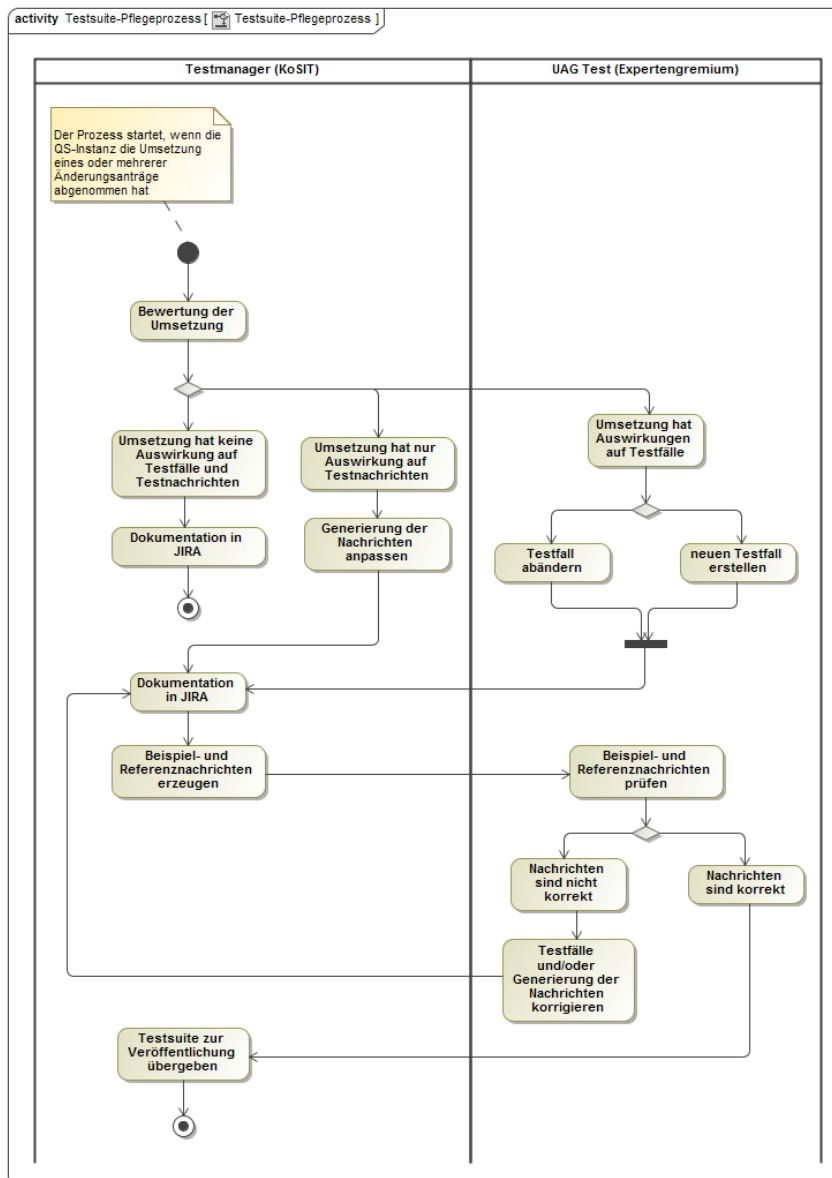 activity Testsuite-Pflegeprozess [ Testsuite-Pflegeprozess ]
Testmanager (KoSIT)
UAG Test (Expertengremium)
Der Prozess startet, wenn die
QS-Instanz die Umsetzung
eines oder mehrerer
Änderungsanträge
abgenommen hat
Bewertung der
Umsetzung
Umsetzung hat keine
Auswirkung auf
Testfälle und
Testnachrichten
Umsetzung hat nur
Auswirkung auf
Testnachrichten
Umsetzung hat
Auswirkungen
auf Testfälle
Dokumentation in
JIRA
Generierung der
Nachrichten
anpassen
Testfall
abändern
neuen Testfall
erstellen
Dokumentation
in JIRA
Beispiel- und
Referenznachrichten
erzeugen
Beispiel- und
Referenznachrichten
prüfen
Nachrichten
sind nicht
korrekt
Nachrichten
sind korrekt
Testfälle
und/oder
Generierung der
Nachrichten
korrigieren
Testsuite zur
Veröffentlichung
übergeben